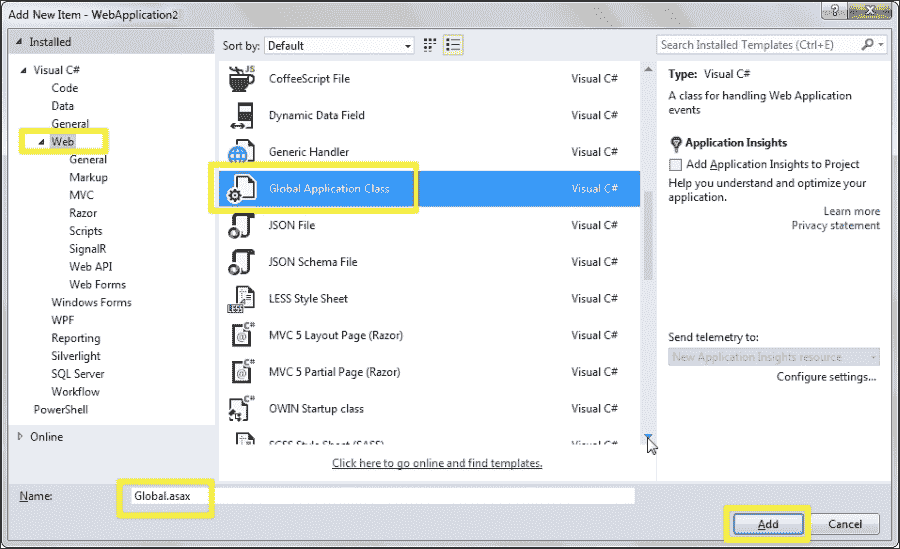 Add New Item - WebApplication2
Installed
Sort by: Default
Search Installed Templates (Ctrl+E)
Visual C#
Code
Data
General
Web
General
Markup
MVC
Razor
Scripts
SignalR
Web API
Web Forms
Windows Forms
WPF
Reporting
Silverlight
SQL Server
Workflow
PowerShell
Online
JS
CoffeeScript File Visual C#
Dynamic Data Field Visual C#
Generic Handler Visual C#
Global Application Class Visual C#
JSON File Visual C#
JSON Schema File Visual C#
LESS
LESS Style Sheet Visual C#
C#
@
MVC 5 Layout Page (Razor) Visual C#
C#
@
MVC 5 Partial Page (Razor) Visual C#
C#
OWIN Startup class Visual C#
SCSS Style Sheet (SASS) Visual C#
Click here to go online and find templates.
Type: Visual C#
A class for handling Web Application
events
Application Insights
Add Application Insights to Project
Help you understand and optimize your
application.
Learn more
Privacy statement
Send telemetry to:
New Application Insights resource
Configure settings...
Name: Global.asax
Add Cancel